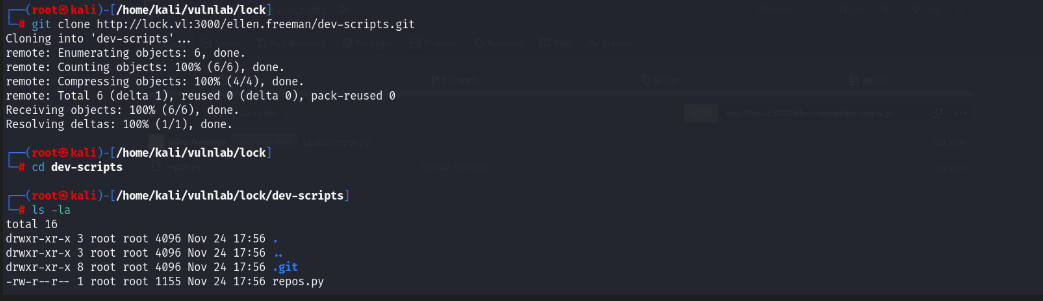 ┌──(root㉿kali)-[/home/kali/vulnlab/lock]
└─# git clone http://lock.vl:3000/ellen.freeman/dev-scripts.git
Cloning into 'dev-scripts'...
remote: Enumerating objects: 6, done.
remote: Counting objects: 100% (6/6), done.
remote: Compressing objects: 100% (4/4), done.
remote: Total 6 (delta 1), reused 0 (delta 0), pack-reused 0
Receiving objects: 100% (6/6), done.
Resolving deltas: 100% (1/1), done.
┌──(root㉿kali)-[/home/kali/vulnlab/lock]
└─# cd dev-scripts
┌──(root㉿kali)-[/home/kali/vulnlab/lock/dev-scripts]
└─# ls -la
total 16
drwxr-xr-x 3 root root 4096 Nov 24 17:56 .
drwxr-xr-x 3 root root 4096 Nov 24 17:56 ..
drwxr-xr-x 8 root root 4096 Nov 24 17:56 .git
-rw-r--r-- 1 root root 1155 Nov 24 17:56 repos.py